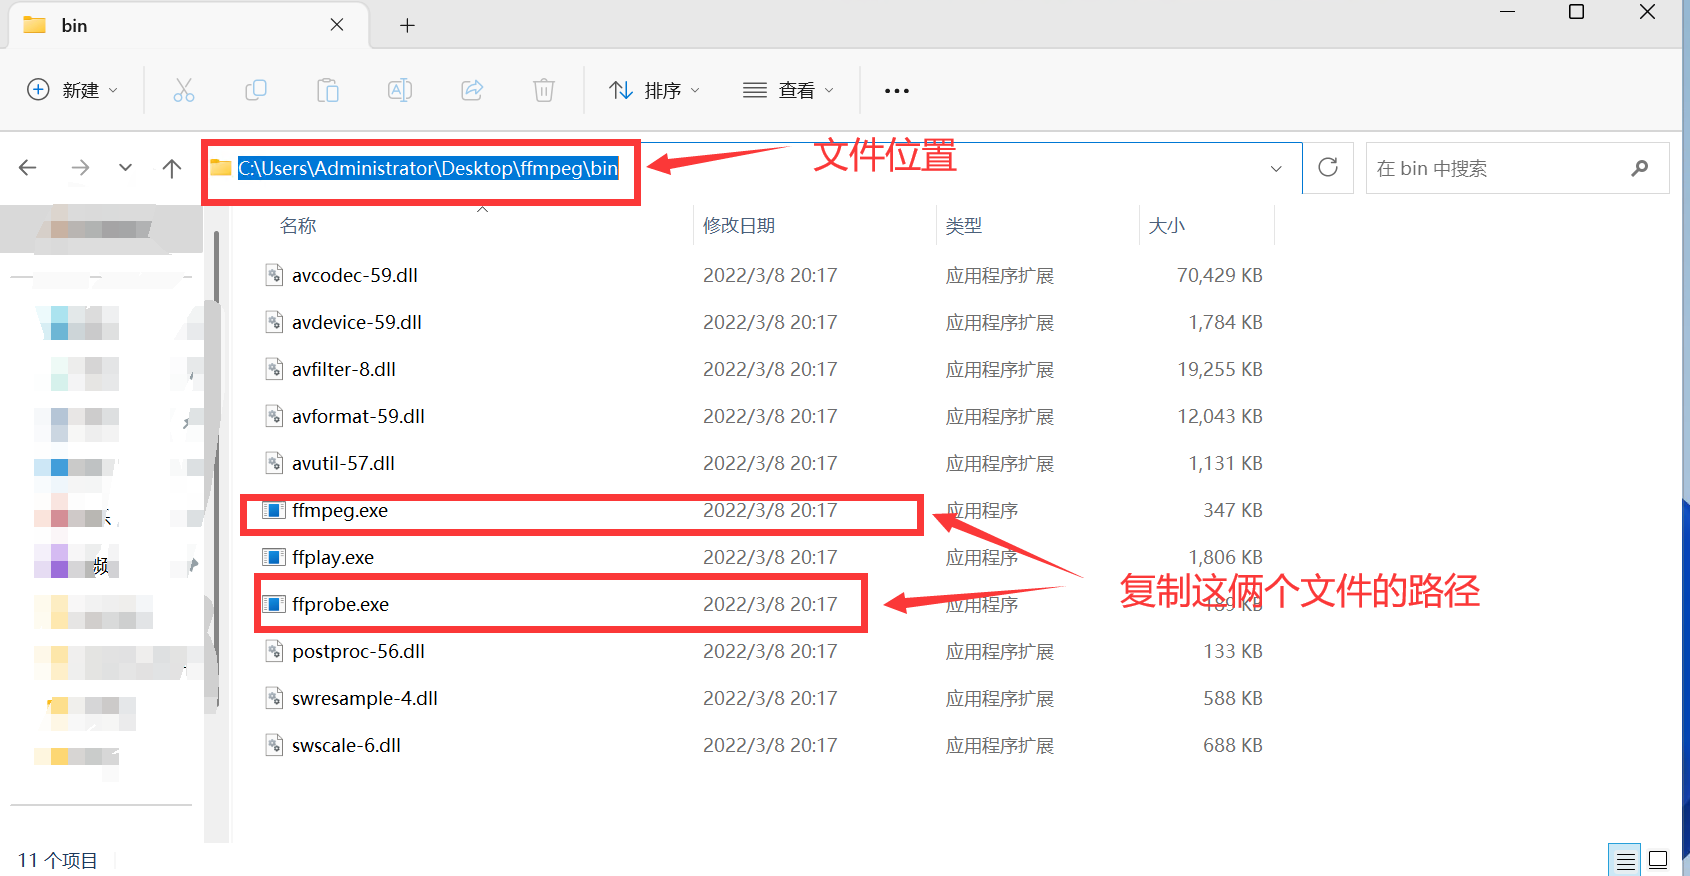 bin
新建
排序
查看
C:\Users\Administrator\Desktop\ffmpeg\bin
文件位置
在 bin 中搜索
名称 修改日期 类型 大小
avcodec-59.dll 2022/3/8 20:17 应用程序扩展 70,429 KB
avdevice-59.dll 2022/3/8 20:17 应用程序扩展 1,784 KB
avfilter-8.dll 2022/3/8 20:17 应用程序扩展 19,255 KB
avformat-59.dll 2022/3/8 20:17 应用程序扩展 12,043 KB
avutil-57.dll 2022/3/8 20:17 应用程序扩展 1,131 KB
ffmpeg.exe 2022/3/8 20:17 应用程序 347 KB
ffplay.exe 2022/3/8 20:17 应用程序 1,806 KB
复制这俩个文件的路径
ffprobe.exe 2022/3/8 20:17 应用程序 189 KB
postproc-56.dll 2022/3/8 20:17 应用程序扩展 133 KB
swresample-4.dll 2022/3/8 20:17 应用程序扩展 588 KB
swscale-6.dll 2022/3/8 20:17 应用程序扩展 688 KB
频
11 个项目